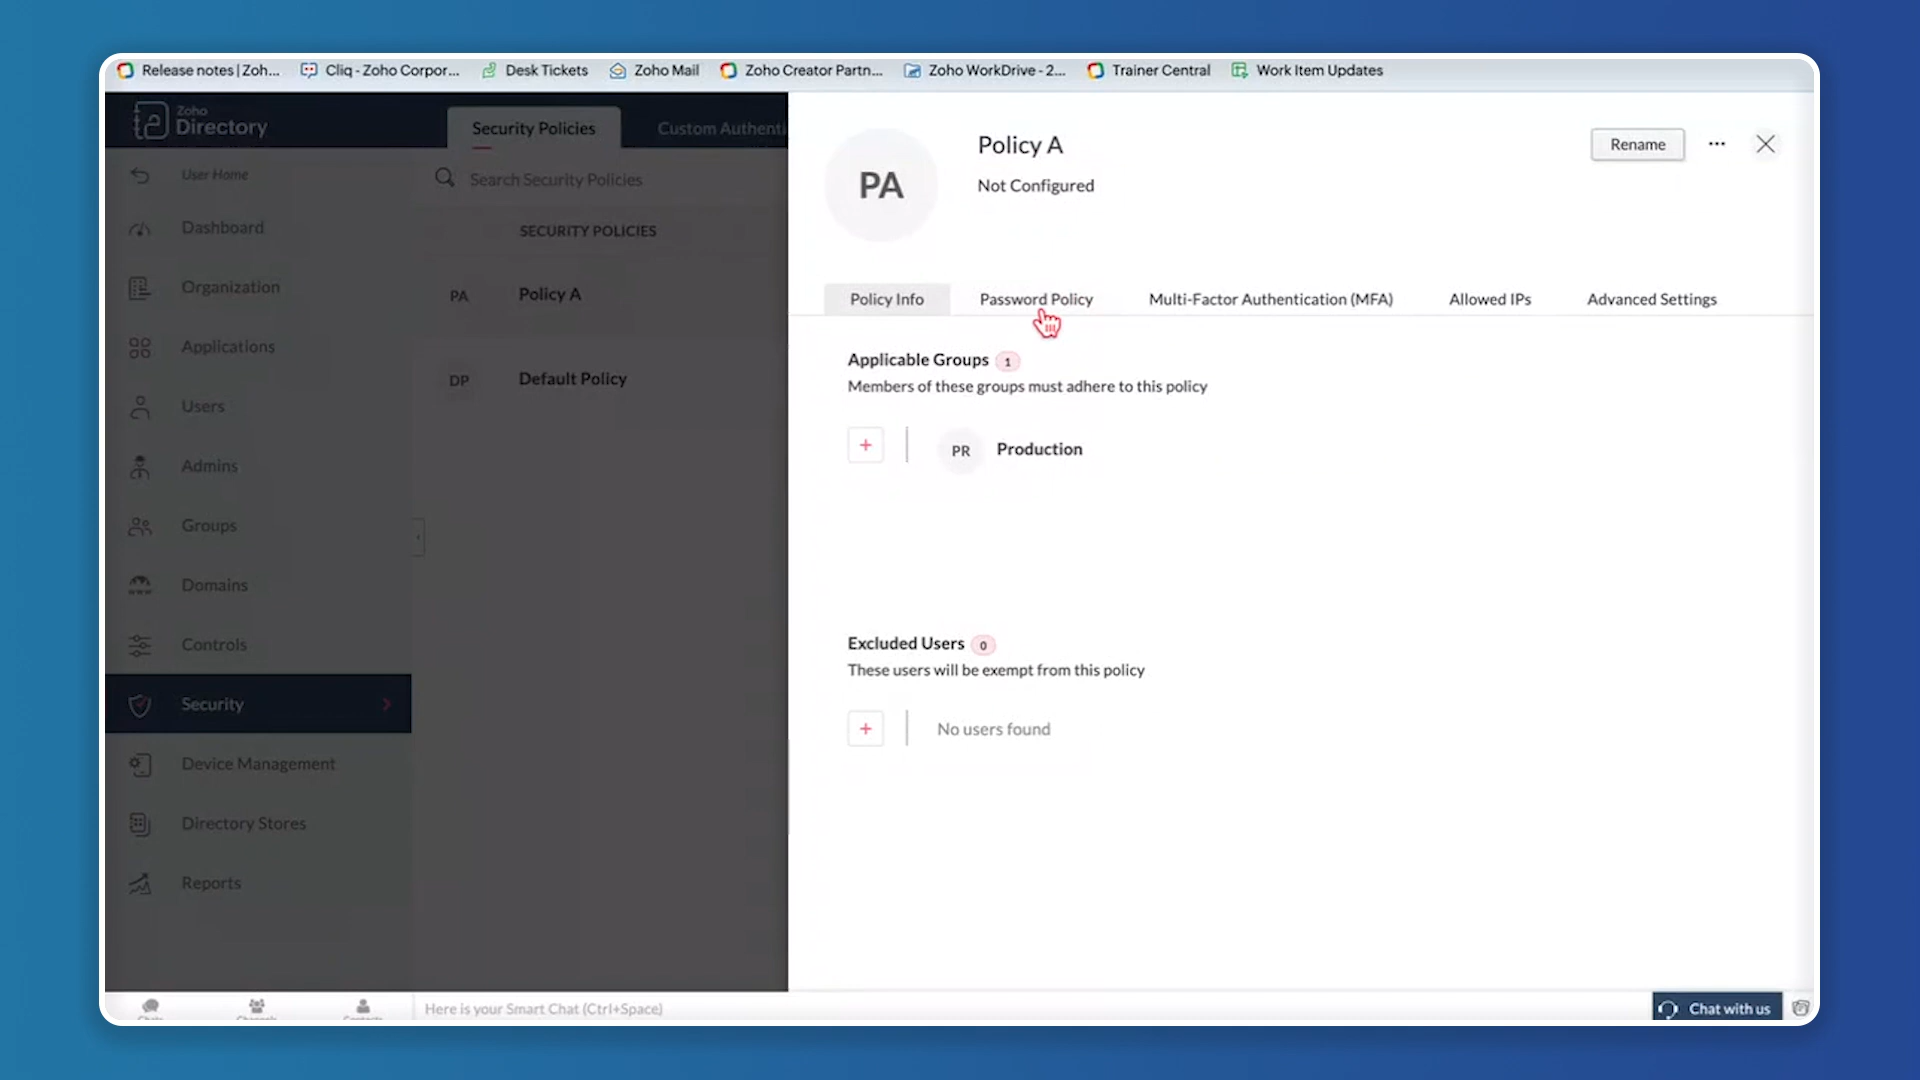 Release notes | Zoh...
Cliq - Zoho Corpor...
Desk Tickets
Zoho Mail
Zoho Creator Partn...
Zoho WorkDrive - 2...
Trainer Central
Work Item Updates
Zoho
Directory
Security Policies
Custom Authenti
User Home
Dashboard
Organization
Applications
Users
Admins
Groups
Domains
Controls
Security
Device Management
Directory Stores
Reports
Search Security Policies
SECURITY POLICIES
PA
Policy A
DP
Default Policy
PA
Policy A
Not Configured
Rename
Policy Info
Password Policy
Multi-Factor Authentication (MFA)
Allowed IPs
Advanced Settings
Applicable Groups 1
Members of these groups must adhere to this policy
+
PR
Production
Excluded Users 0
These users will be exempt from this policy
+
No users found
Here is your Smart Chat (Ctrl+Space)
Chat with us